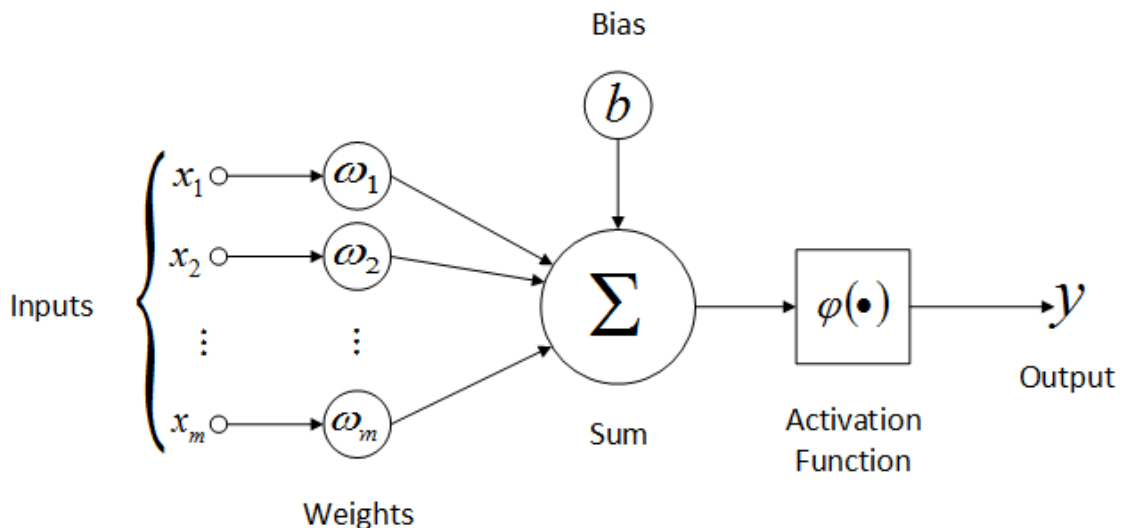 Bias
b
x₁
ω₁
x₂
ω₂
Inputs
⋮
⋮
Σ
φ(•)
y
Output
xₘ
ωₘ
Sum
Activation
Function
Weights